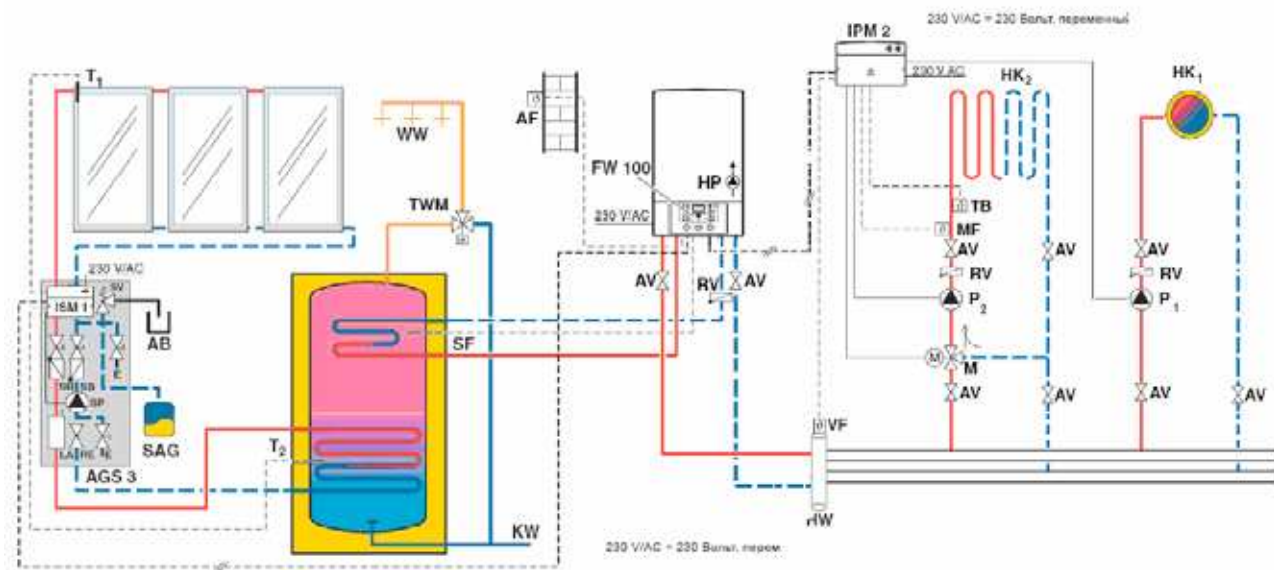 230 V/AC = 230 Вольт. переменный
IPM 2
230 V AC
HK2
HK1
T1
WW
AF
FW 100
HP
230 V/AC
TWM
TB
MF
AV
AV
AV
AV
RV
RV
P2
P1
230 V/AC
SV
ISM 1
AB
E
SP
SAG
AGS 3
AV
RV
AV
SF
M
M
AV
AV
AV
AV
T2
VF
HW
KW
230 V/AC = 230 Вольт. перем